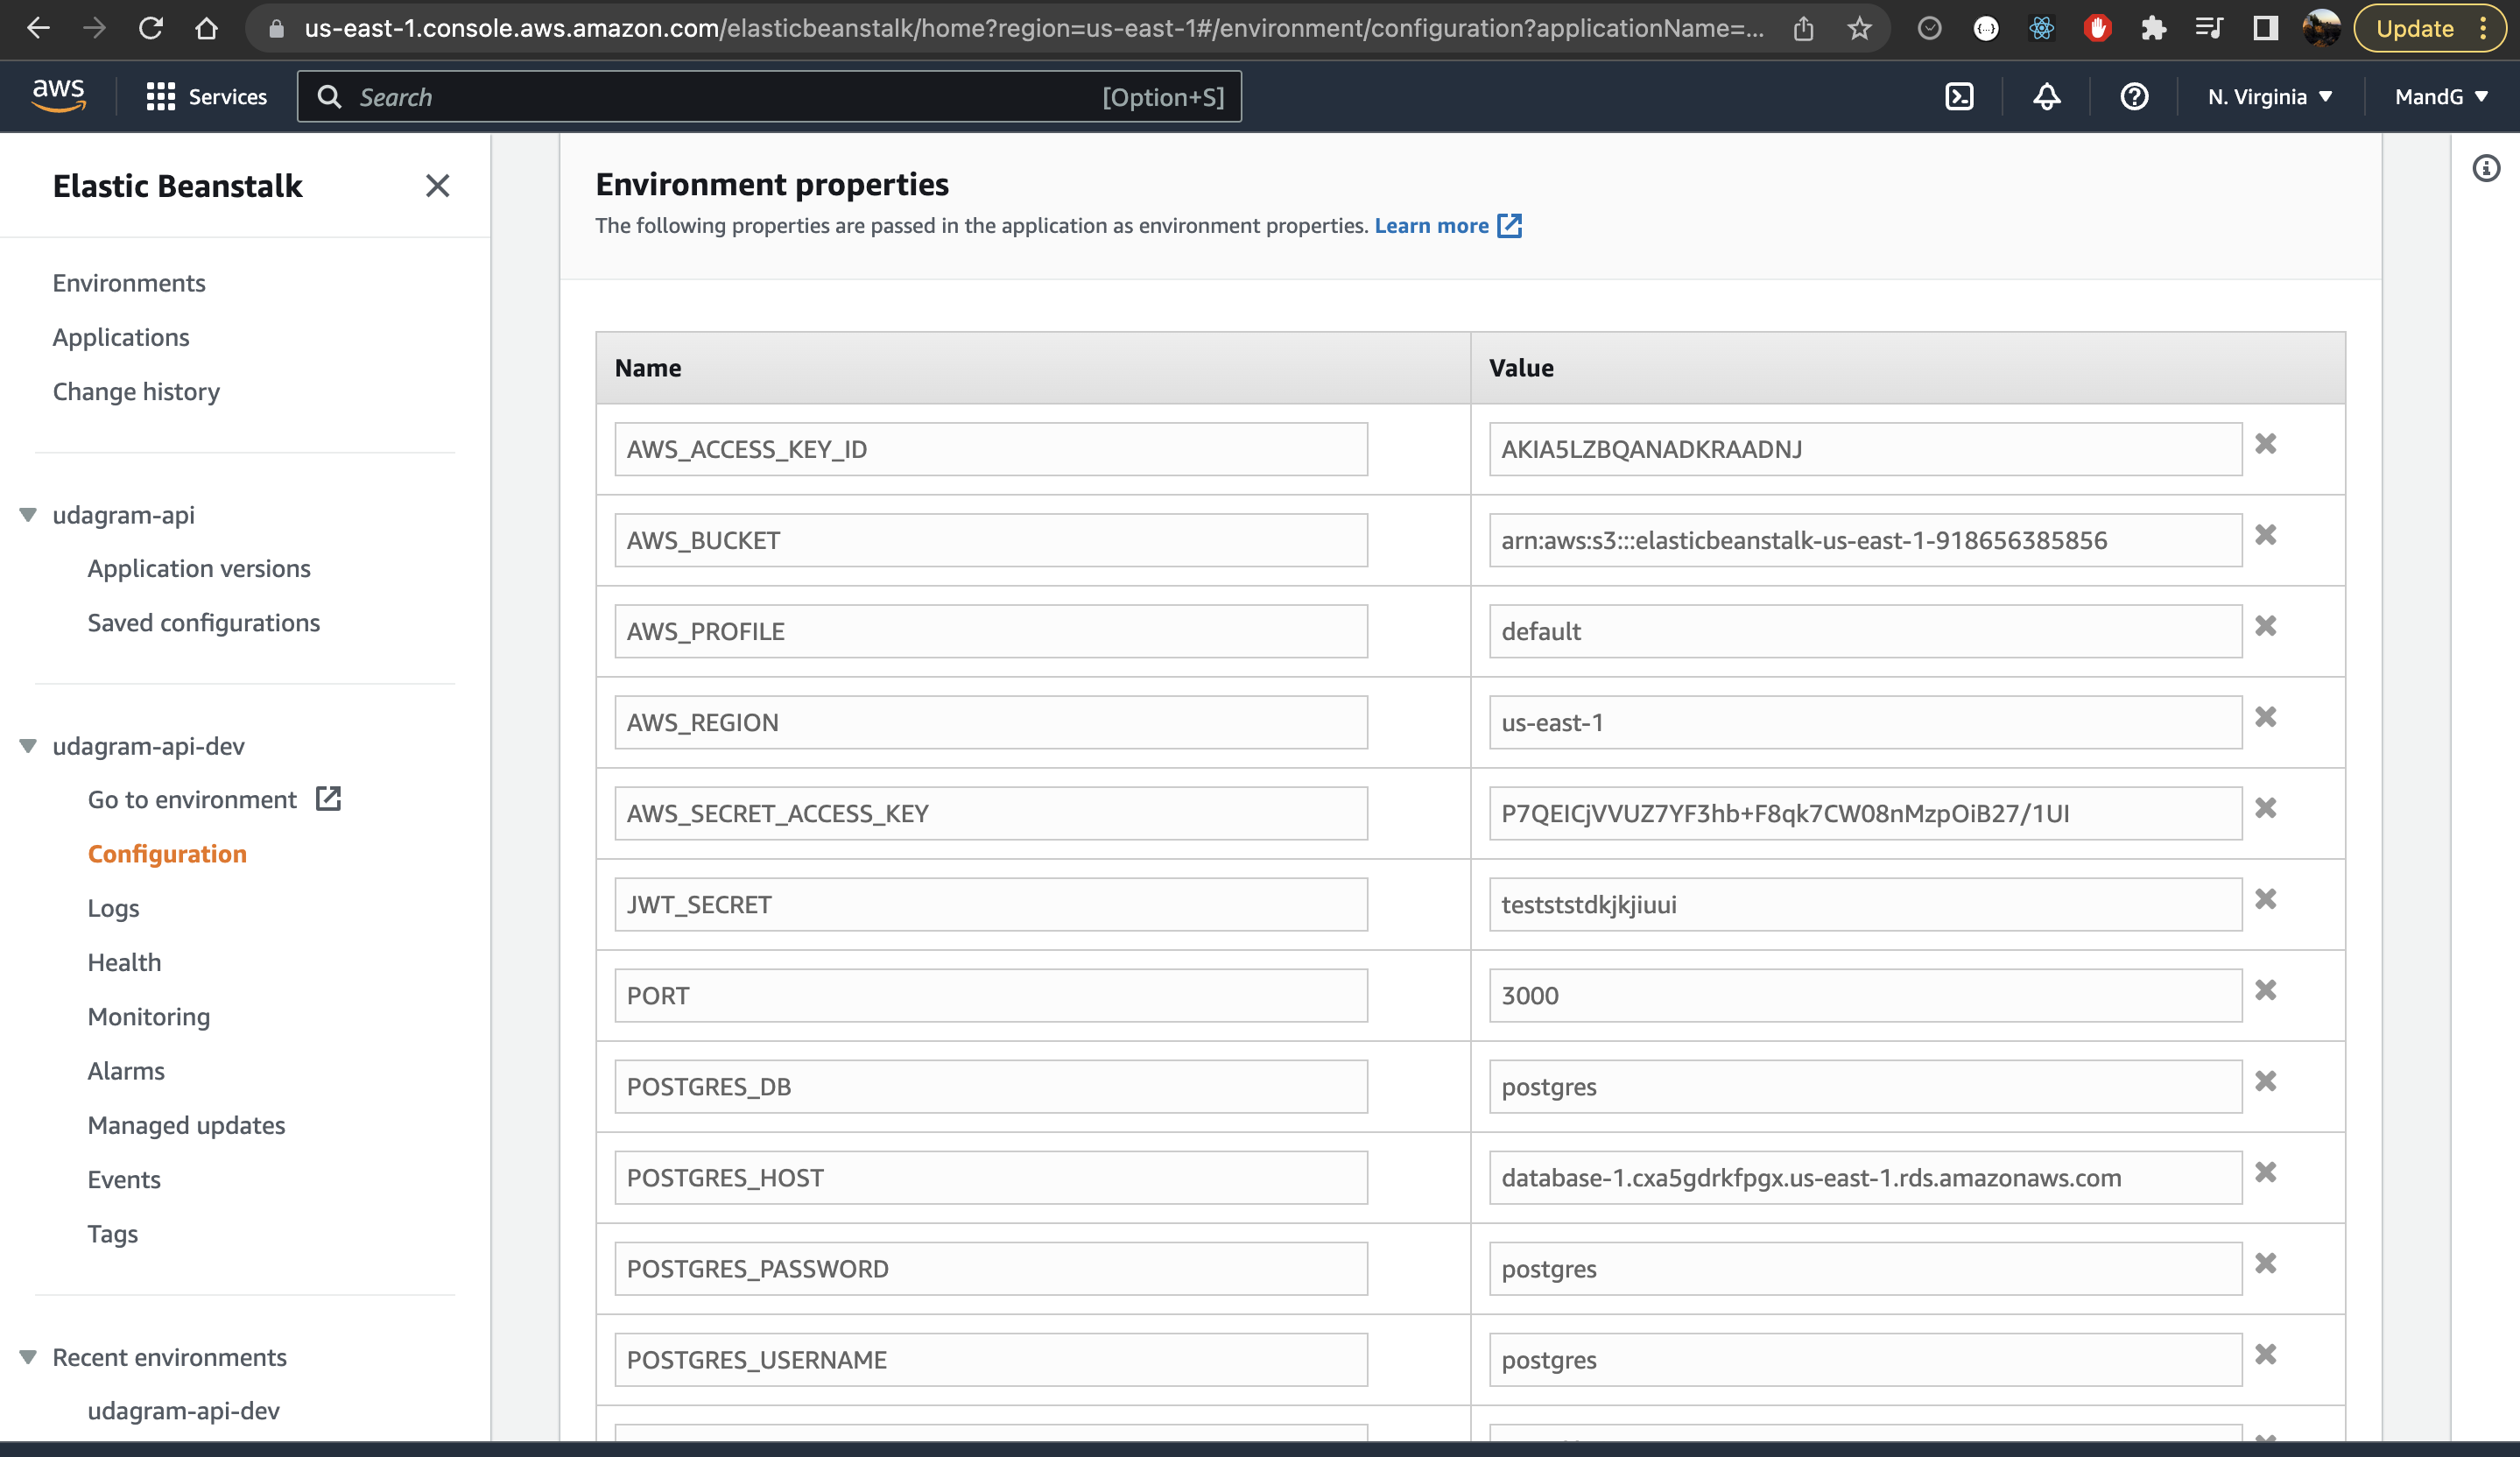 us-east-1.console.aws.amazon.com/elasticbeanstalk/home?region=us-east-1#/environment/configuration?applicationName=...
Update
aws
Services
Search
[Option+S]
N. Virginia
MandG
Elastic Beanstalk
Environments
Applications
Change history
udagram-api
Application versions
Saved configurations
udagram-api-dev
Go to environment
Configuration
Logs
Health
Monitoring
Alarms
Managed updates
Events
Tags
Recent environments
udagram-api-dev
Environment properties
The following properties are passed in the application as environment properties. Learn more
Name Value
AWS_ACCESS_KEY_ID AKIA5LZBQANADKRAADNJ
AWS_BUCKET arn:aws:s3:::elasticbeanstalk-us-east-1-918656385856
AWS_PROFILE default
AWS_REGION us-east-1
AWS_SECRET_ACCESS_KEY
JWT_SECRET testststdkjkjiuui
PORT 3000
POSTGRES_DB postgres
POSTGRES_HOST database-1.cxa5gdrkfpgx.us-east-1.rds.amazonaws.com
POSTGRES_PASSWORD postgres
POSTGRES_USERNAME postgres